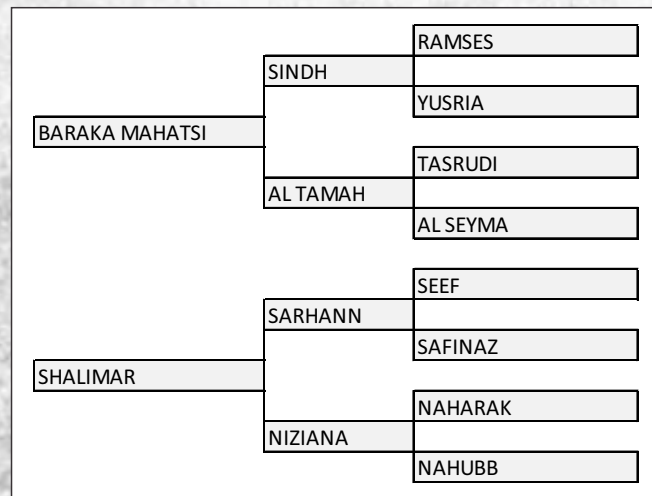 RAMSES
SINDH
YUSRIA
BARAKA MAHATSI
TASRUDI
AL TAMAH
AL SEYMA
SEEF
SARHANN
SAFINAZ
SHALIMAR
NAHARAK
NIZIANA
NAHUBB